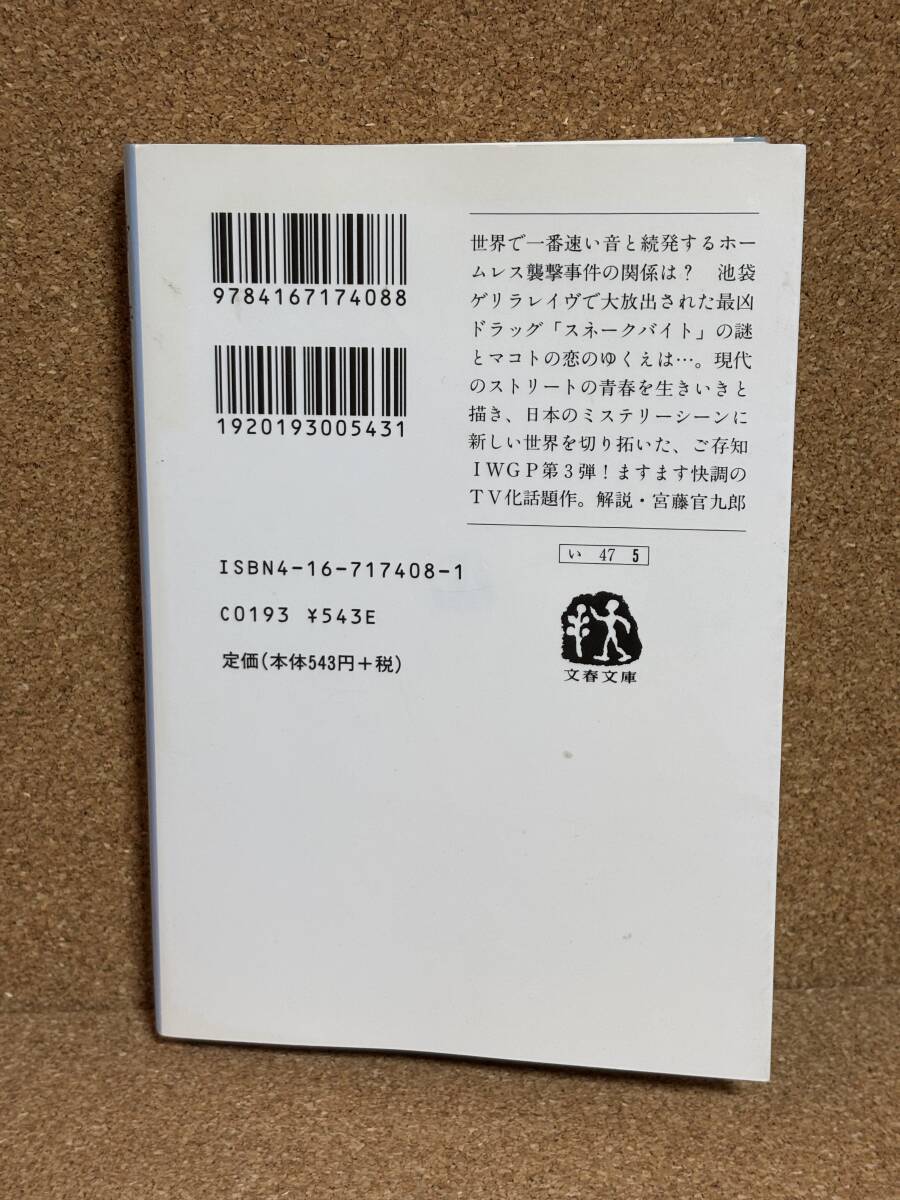 9784167174088
1920193005431
ISBN4-16-717408-1
C0193 ¥543E
定価(本体543円+税)
世界で一番速い音と続発するホー
ムレス襲撃事件の関係は？　池袋
ゲリラレイヴで大放出された最凶
ドラッグ「スネークバイト」の謎
とマコトの恋のゆくえは…。現代
のストリートの青春を生きいきと
描き、日本のミステリーシーンに
新しい世界を切り拓いた、ご存知
ＩＷＧＰ第３弾！ますます快調の
ＴＶ化話題作。解説・宮藤官九郎
い 47 5
文春文庫